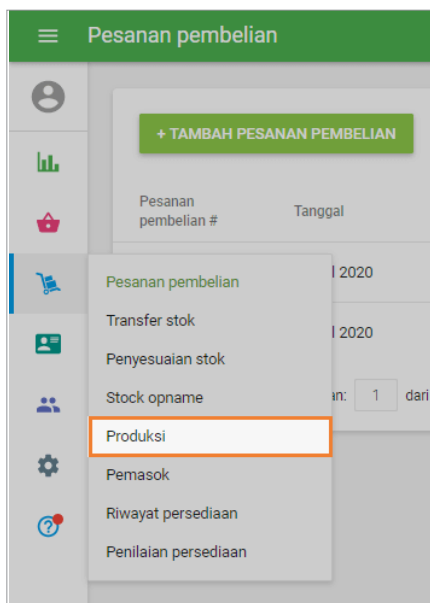 Pesanan pembelian
+ TAMBAH PESANAN PEMBELIAN
Pesanan
pembelian #
Tanggal
l 2020
l 2020
an: 1 dari
Pesanan pembelian
Transfer stok
Penyesuaian stok
Stock opname
Produksi
Pemasok
Riwayat persediaan
Penilaian persediaan